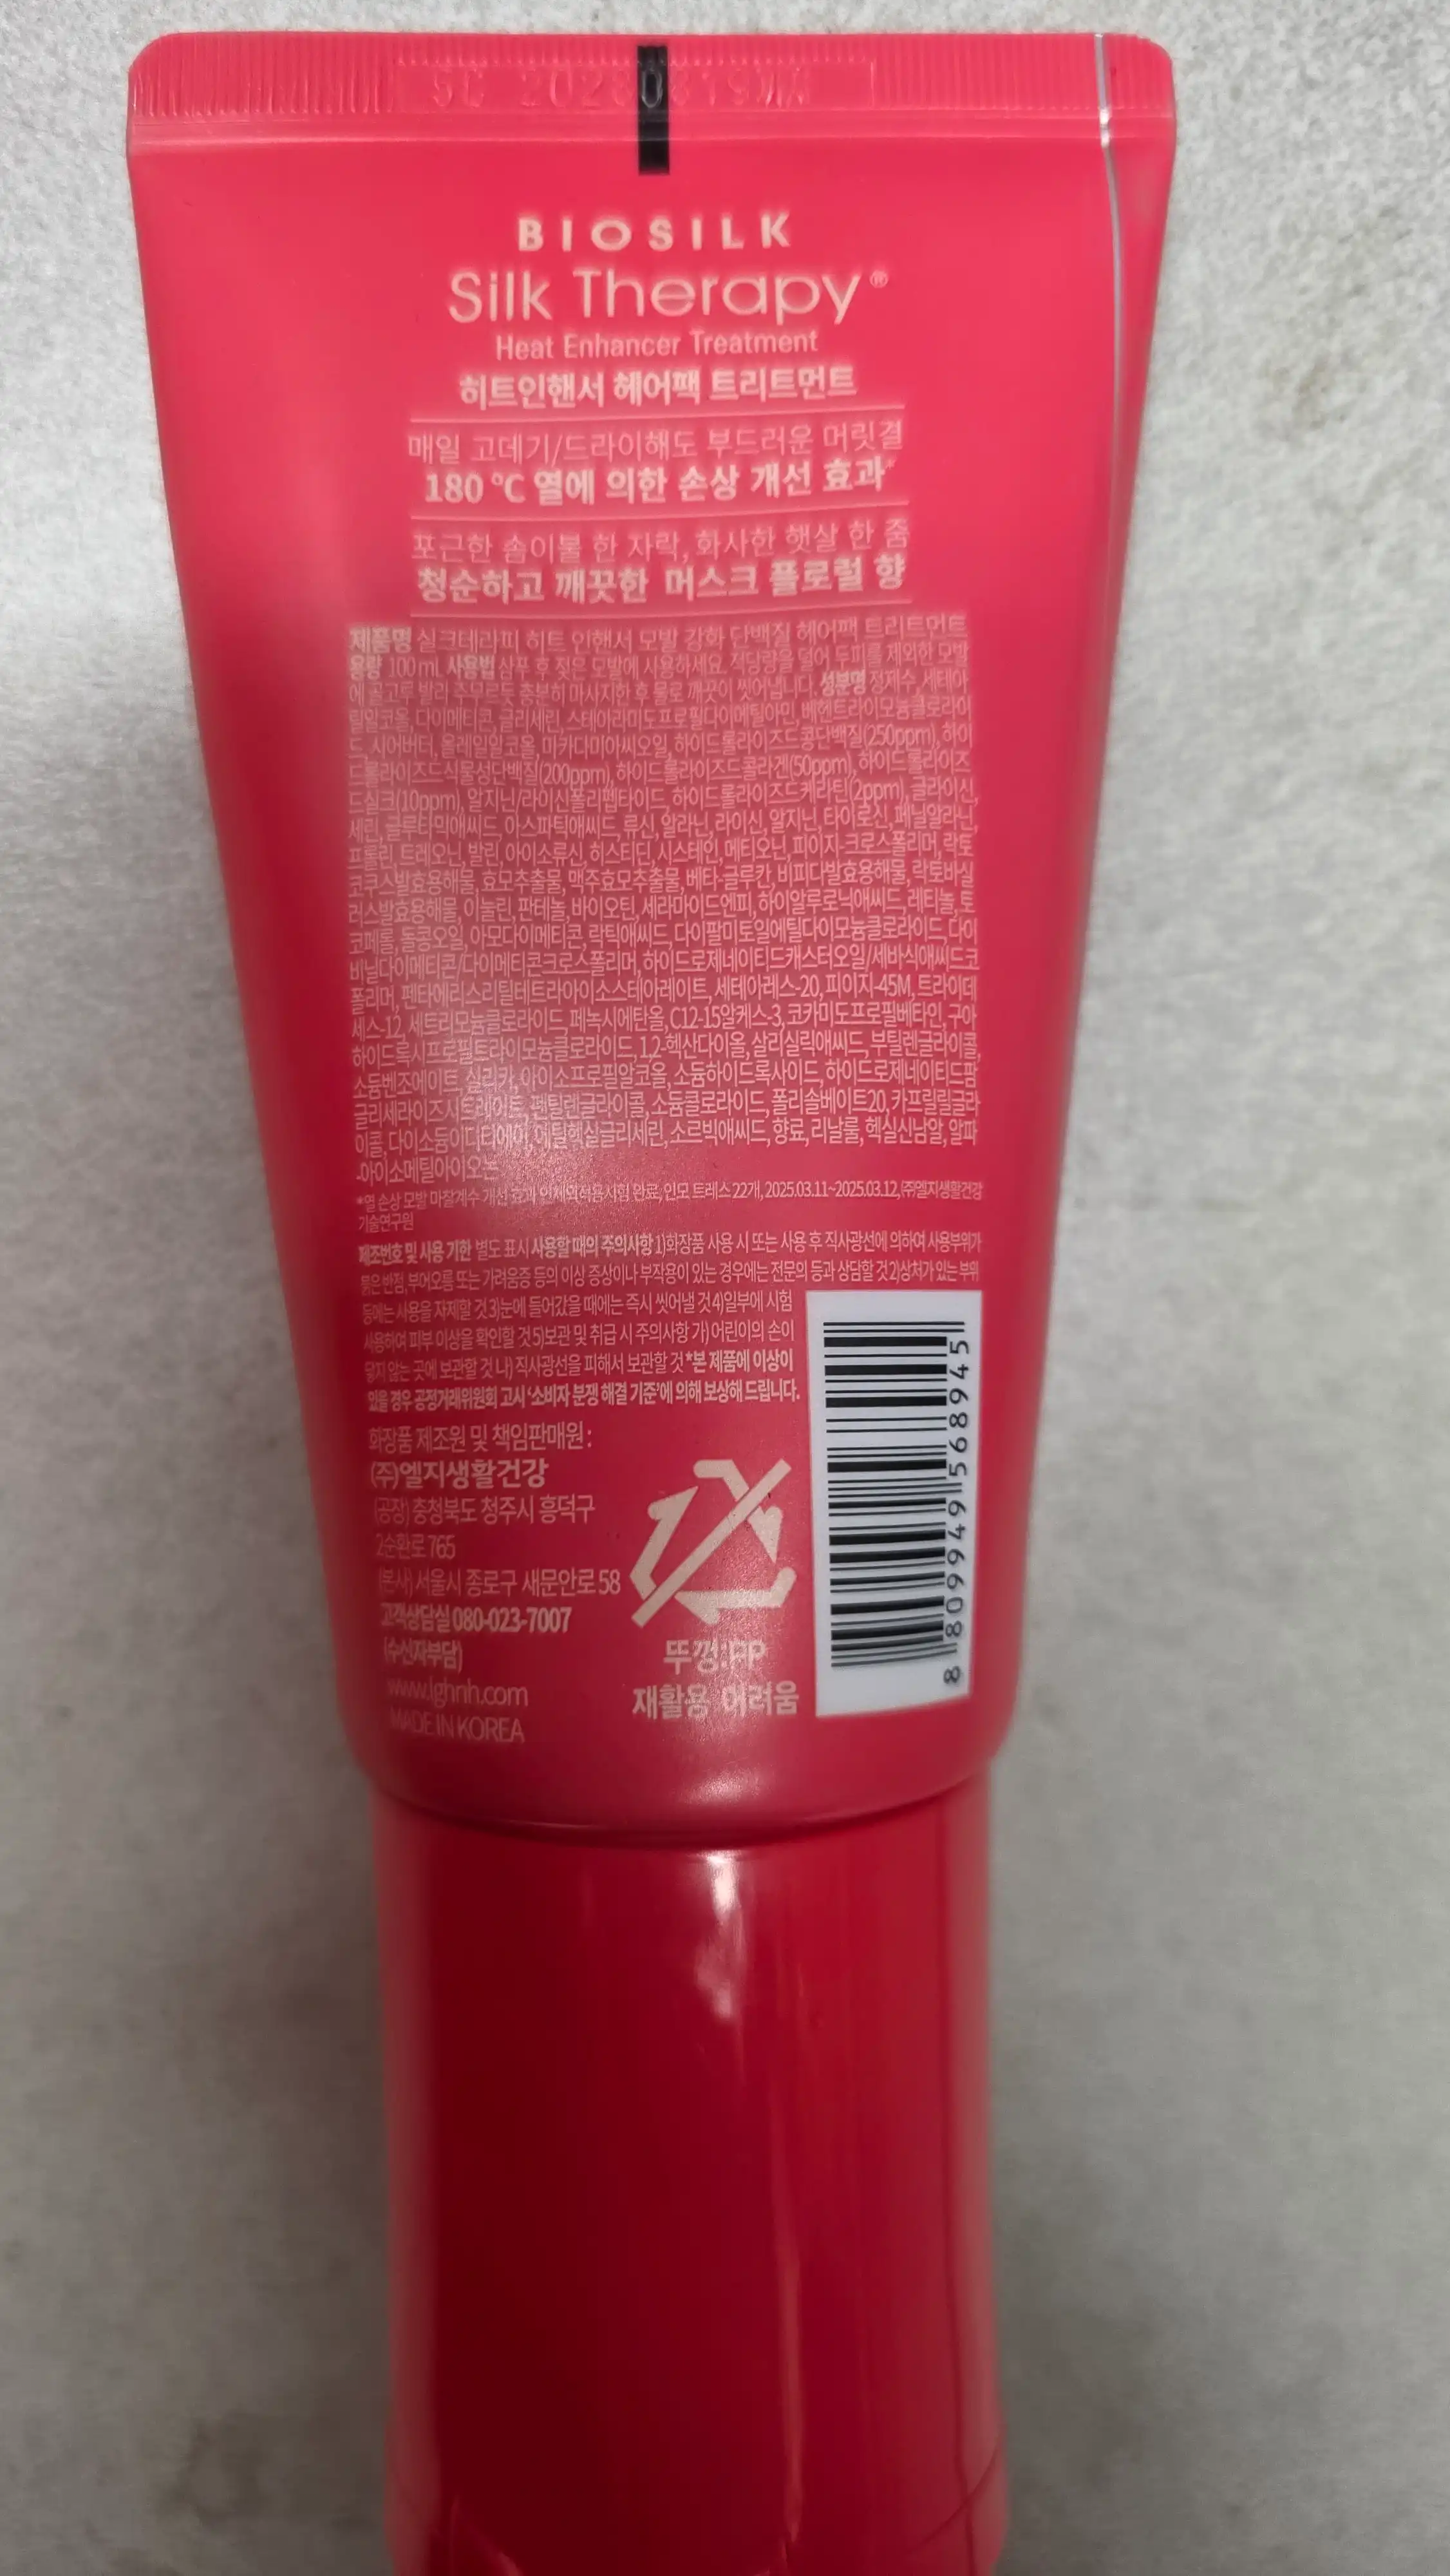 BIOSILK
Silk Therapy®
Heat Enhancer Treatment
히트인핸서 헤어팩 트리트먼트
매일 고데기/드라이해도 부드러운 머릿결
180 ℃ 열에 의한 손상 개선 효과*
포근한 솜이불 한 자락, 화사한 햇살 한 줌
청순하고 깨끗한 머스크 플로럴 향
제품명 실크테라피 히트 인핸서 모발 강화 단백질 헤어팩 트리트먼트
용량 100 mL 사용법 샴푸 후 젖은 모발에 사용하세요. 적당량을 덜어 두피를 제외한 모발
에 골고루 발라 주무르듯 충분히 마사지한 후 물로 깨끗이 씻어냅니다. 성분명 정제수, 세테아
릴알코올, 다이메티콘, 글리세린, 스테아라미도프로필다이메틸아민, 베헨트라이모늄클로라이
드, 시어버터, 올레일알코올, 마카다미아씨오일, 하이드롤라이즈드콩단백질(250ppm), 하이
드롤라이즈드식물성단백질(200ppm), 하이드롤라이즈드콜라겐(50ppm), 하이드롤라이즈
드실크(10ppm), 알지닌/라이신폴리펩타이드, 하이드롤라이즈드케라틴(2ppm), 글라이신,
세린, 글루타믹애씨드, 아스파틱애씨드, 류신, 알라닌, 라이신, 알지닌, 타이로신, 페닐알라닌,
프롤린, 트레오닌, 발린, 아이소류신, 히스티딘, 시스테인, 메티오닌, 피이지-크로스폴리머, 락토
코쿠스발효용해물, 효모추출물, 맥주효모추출물, 베타-글루칸, 비피다발효용해물, 락토바실
러스발효용해물, 이눌린, 판테놀, 바이오틴, 세라마이드엔피, 하이알루로닉애씨드, 레티놀, 토
코페롤, 돌콩오일, 아모다이메티콘, 락틱애씨드, 다이팔미토일에틸다이모늄클로라이드, 다이
비닐다이메티콘/다이메티콘크로스폴리머, 하이드로제네이티드캐스터오일/세바식애씨드코
폴리머, 펜타에리스리틸테트라아이소스테아레이트, 세테아레스-20, 피이지-45M, 트라이데
세스-12, 세트리모늄클로라이드, 페녹시에탄올, C12-15알케스-3, 코카미도프로필베타인, 구아
하이드록시프로필트라이모늄클로라이드, 1,2-헥산다이올, 살리실릭애씨드, 부틸렌글라이콜,
소듐벤조에이트, 실리카, 아이소프로필알코올, 소듐하이드록사이드, 하이드로제네이티드팜
글리세라이즈시트레이트, 펜틸렌글라이콜, 소듐클로라이드, 폴리솔베이트20, 카프릴릴글라
이콜, 다이소듐이디티에이, 에틸헥실글리세린, 소르빅애씨드, 향료, 리날룰, 헥실신남알, 알파
-아이소메틸아이오논
*열 손상 모발 마찰계수 개선 효과 인체외적용시험 완료, 인모 트레스 22개, 2025.03.11~2025.03.12, ㈜엘지생활건강
기술연구원
제조번호 및 사용 기한 별도 표시 사용할 때의 주의사항 1)화장품 사용 시 또는 사용 후 직사광선에 의하여 사용부위가
붉은 반점, 부어오름 또는 가려움증 등의 이상 증상이나 부작용이 있는 경우에는 전문의 등과 상담할 것 2)상처가 있는 부위
등에는 사용을 자제할 것 3)눈에 들어갔을 때에는 즉시 씻어낼 것 4)일부에 시험
사용하여 피부 이상을 확인할 것 5)보관 및 취급 시 주의사항 가) 어린이의 손이
닿지 않는 곳에 보관할 것 나) 직사광선을 피해서 보관할 것 *본 제품에 이상이
있을 경우 공정거래위원회 고시 '소비자 분쟁 해결 기준'에 의해 보상해 드립니다.
화장품 제조원 및 책임판매원 :
(주)엘지생활건강
(공장) 충청북도 청주시 흥덕구
2순환로 765
(본사) 서울시 종로구 새문안로 58
고객상담실 080-023-7007
(수신자부담)
www.lghnh.com
MADE IN KOREA
뚜껑:PP
재활용 어려움
8 809949 568945